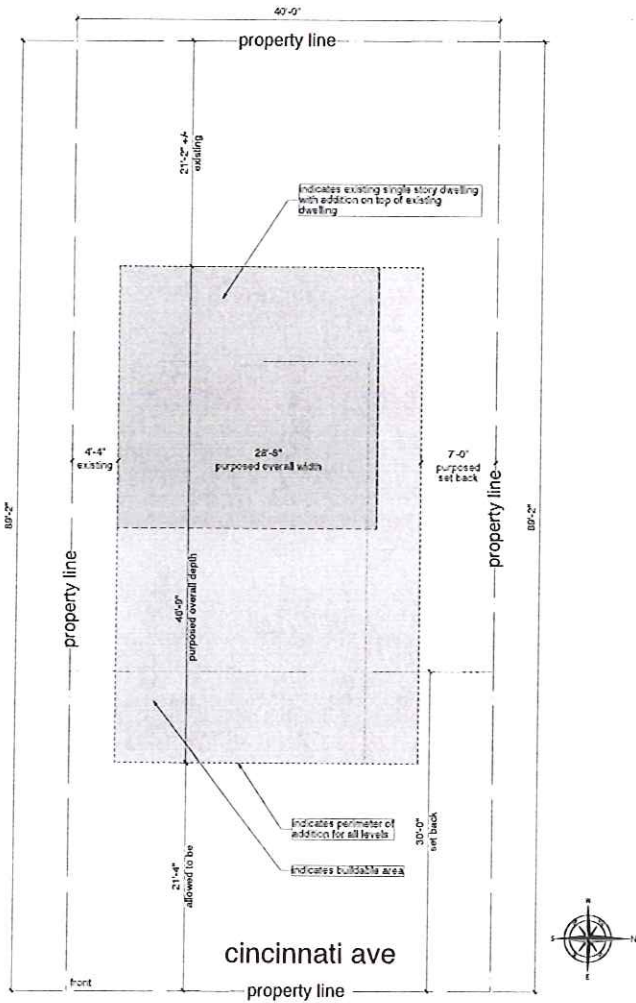 40'-0"
property line
21'-2" +/-
existing
indicates existing single story dwelling
with addition on top of existing
dwelling
4'-4"
existing
28'-8"
purposed overall width
7'-0"
purposed
set back
89'-2"
89'-2"
property line
property line
46'-8"
purposed overall depth
indicates perimeter of
addition for all levels
30'-0"
set back
21'-4"
allowed to be
indicates buildable area
W
S
N
E
cincinnati ave
front
property line